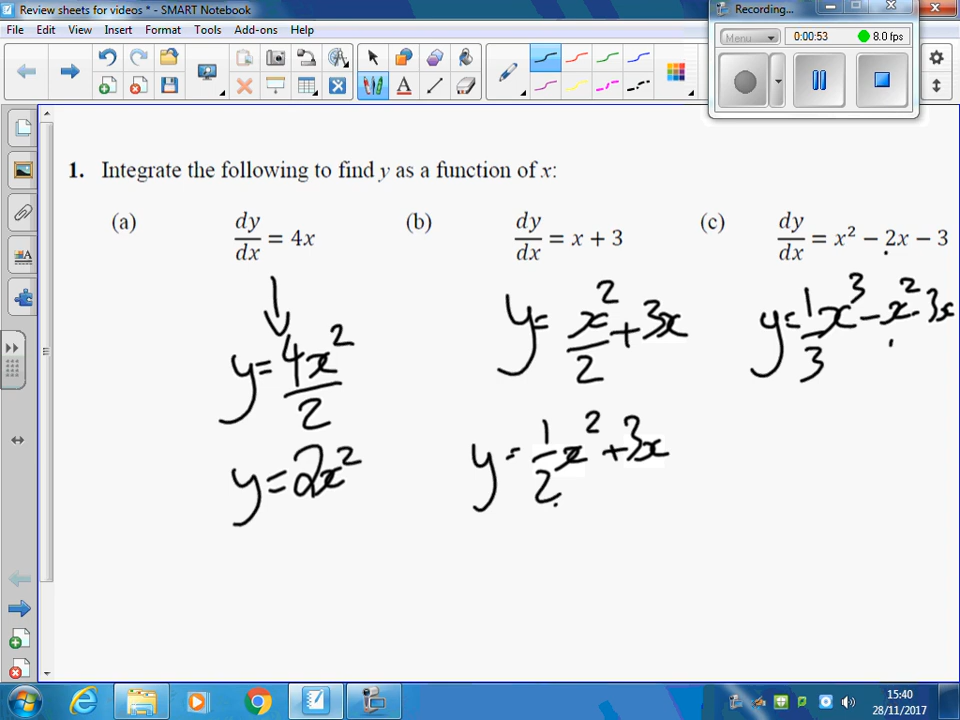 Review sheets for videos * - SMART Notebook
Recording...
File Edit View Insert Format Tools Add-ons Help
Menu 0:00:53 8.0 fps
1. Integrate the following to find y as a function of x:
(a) dy/dx = 4x (b) dy/dx = x + 3 (c) dy/dx = x² − 2x − 3
y = 4x²/2 y = x²/2 + 3x y = 1/3 x³ − x² - 3x
y = 2x² y = 1/2 x² + 3x
15:40
28/11/2017